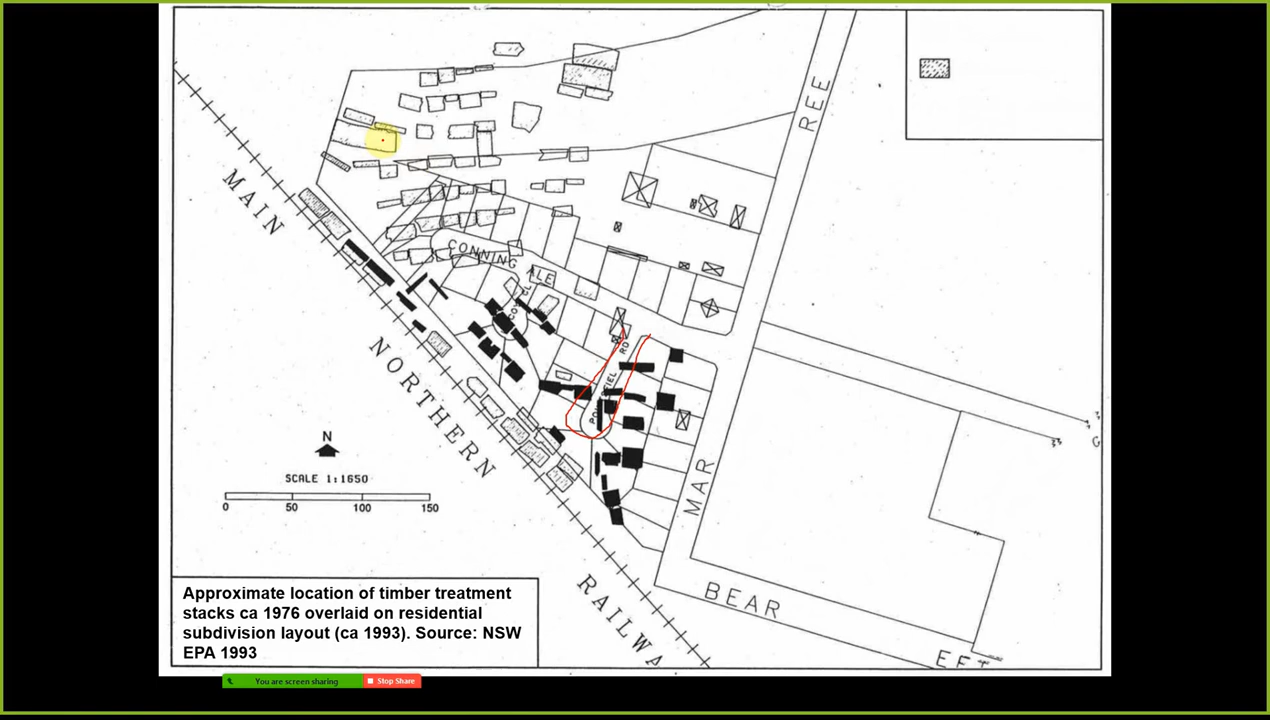 REE
MAIN
CONNING
ALE
NORTHERN
RD
N
SCALE 1:1650
0 50 100 150
MAR
BEAR
RAILWA
Approximate location of timber treatment
stacks ca 1976 overlaid on residential
subdivision layout (ca 1993). Source: NSW
EPA 1993
You are screen sharing
Stop Share